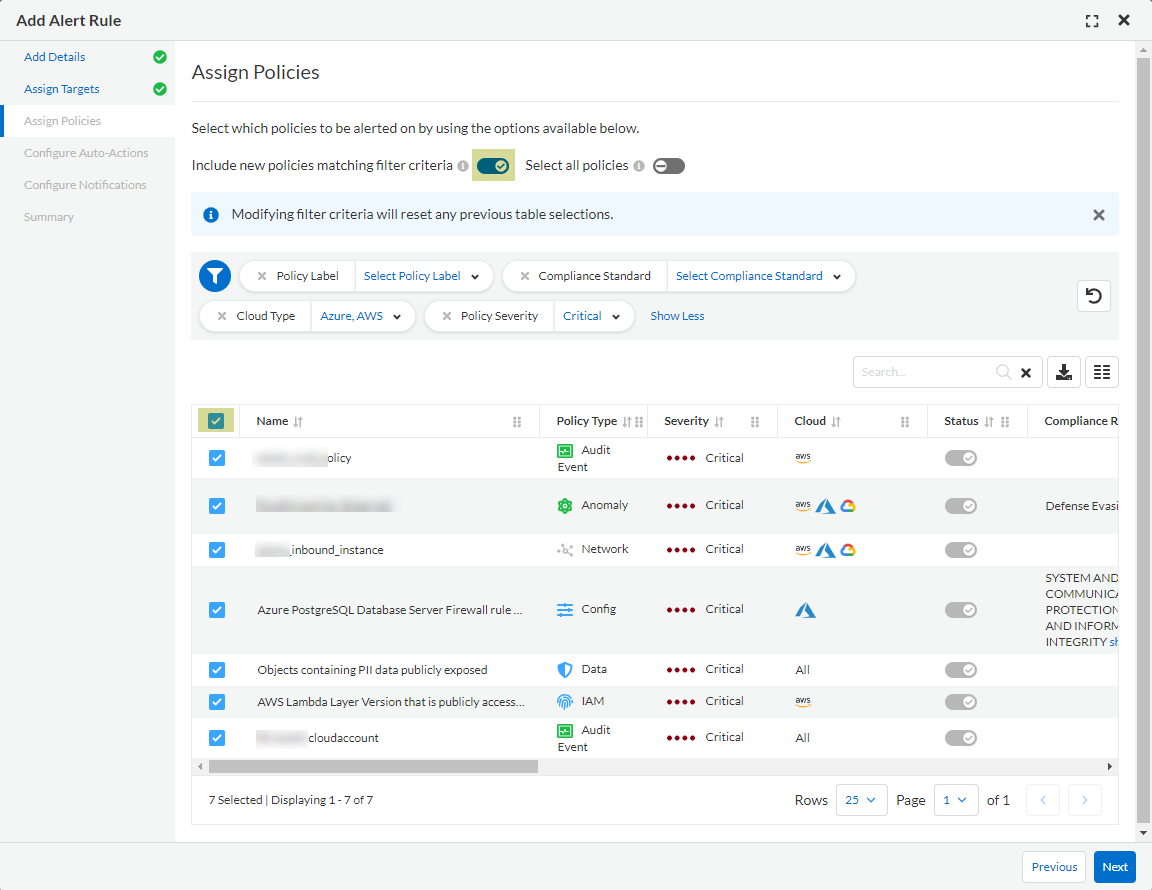 Add Alert Rule
Add Details
Assign Targets
Assign Policies
Configure Auto-Actions
Configure Notifications
Summary
Assign Policies
Select which policies to be alerted on by using the options available below.
Include new policies matching filter criteria Select all policies
Modifying filter criteria will reset any previous table selections.
Policy Label Select Policy Label Compliance Standard Select Compliance Standard
Cloud Type Azure, AWS Policy Severity Critical Show Less
Search...
Name Policy Type Severity Cloud Status Compliance R
olicy Audit Event Critical aws
Anomaly Critical aws Defense Evasi
_inbound_instance Network Critical aws
Azure PostgreSQL Database Server Firewall rule ... Config Critical
SYSTEM AND
COMMUNICA
PROTECTION
AND INFORM
INTEGRITY sh
Objects containing PII data publicly exposed Data Critical All
AWS Lambda Layer Version that is publicly access... IAM Critical aws
cloudaccount Audit Event Critical All
7 Selected | Displaying 1 - 7 of 7 Rows 25 Page 1 of 1
Previous Next